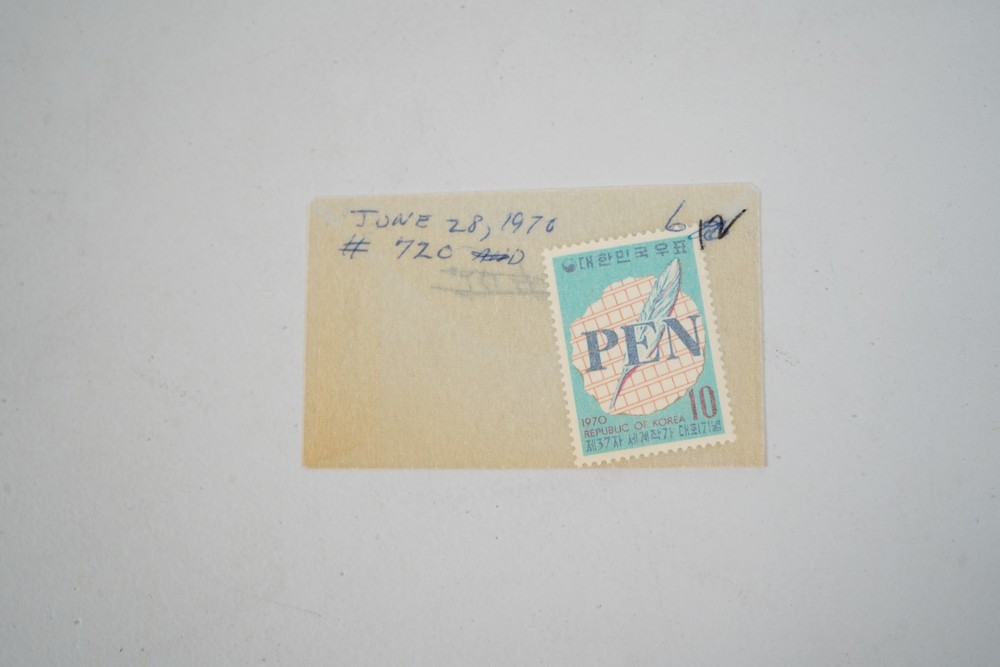 JUNE 28, 1970
# 720
6
대한민국우표
PEN
10
1970
REPUBLIC OF KOREA
제37차 세계작가 대회기념